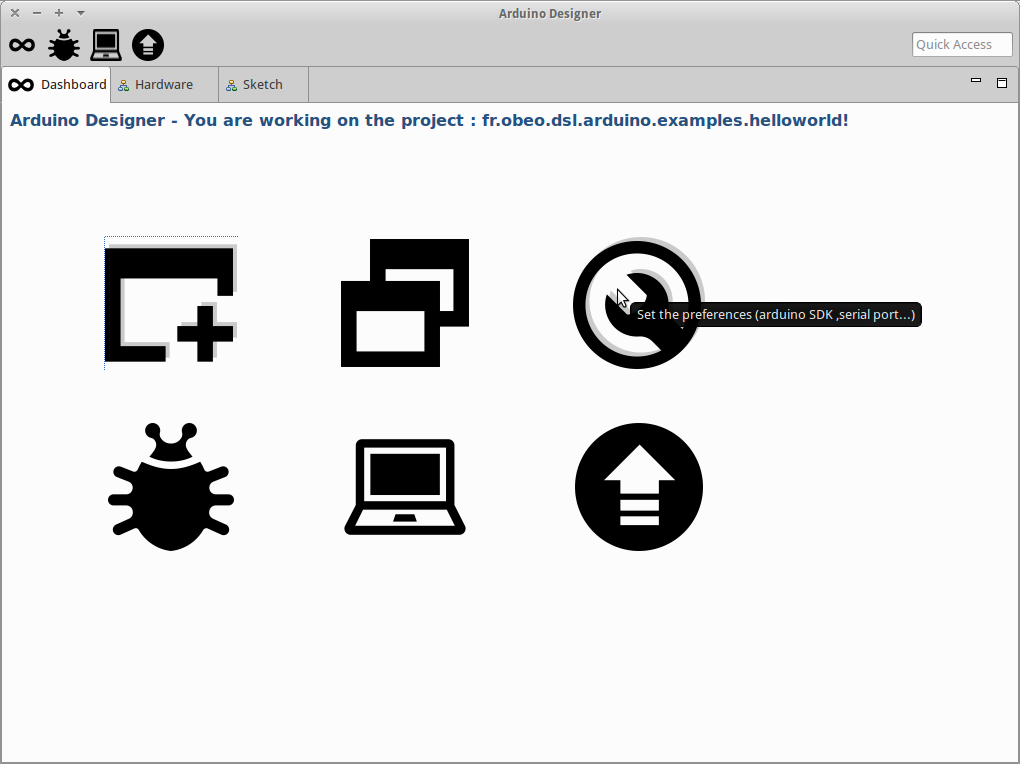 Arduino Designer
Quick Access
Dashboard
Hardware
Sketch
Arduino Designer - You are working on the project : fr.obeo.dsl.arduino.examples.helloworld!
Set the preferences (arduino SDK ,serial port...)